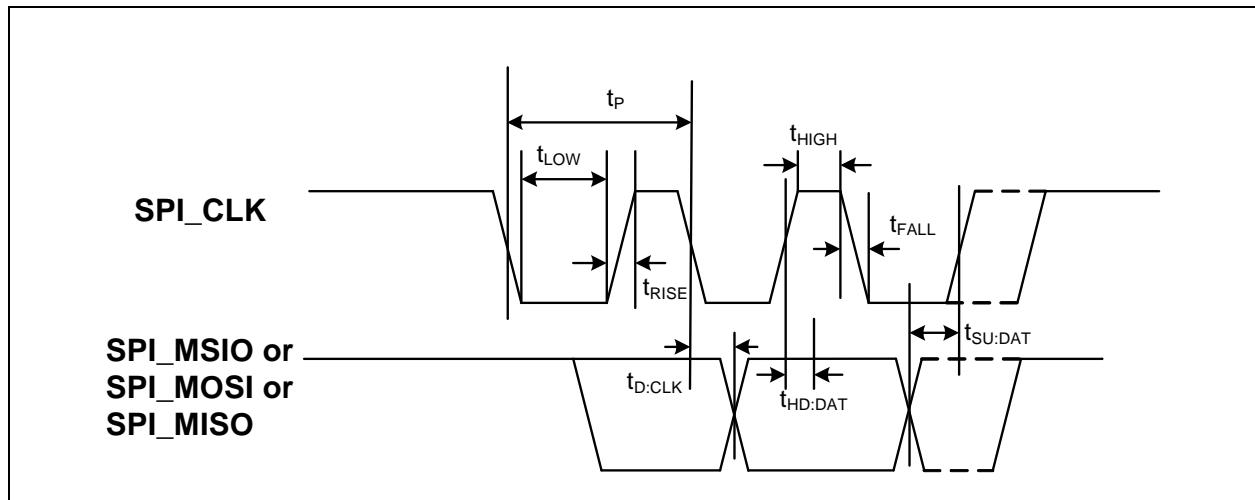 tP
tLOW
tHIGH
SPI_CLK
tFALL
tRISE
tSU:DAT
SPI_MSIO or
SPI_MOSI or
SPI_MISO
tD:CLK
tHD:DAT